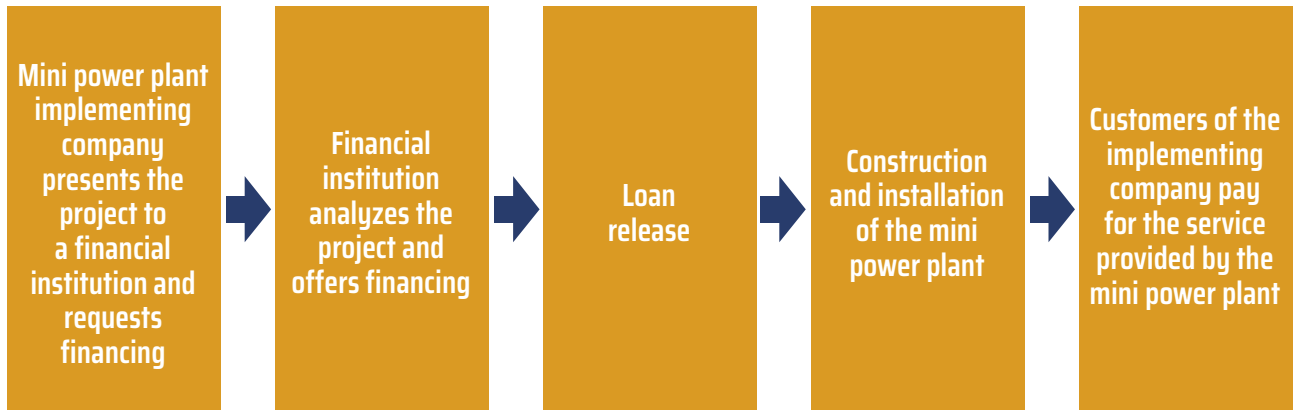 Mini power plant
implementing
company
presents the
project to
a financial
institution and
requests
financing
Financial
institution
analyzes the
project and
offers financing
Loan
release
Construction
and installation
of the mini
power plant
Customers of the
implementing
company pay
for the service
provided by the
mini power plant